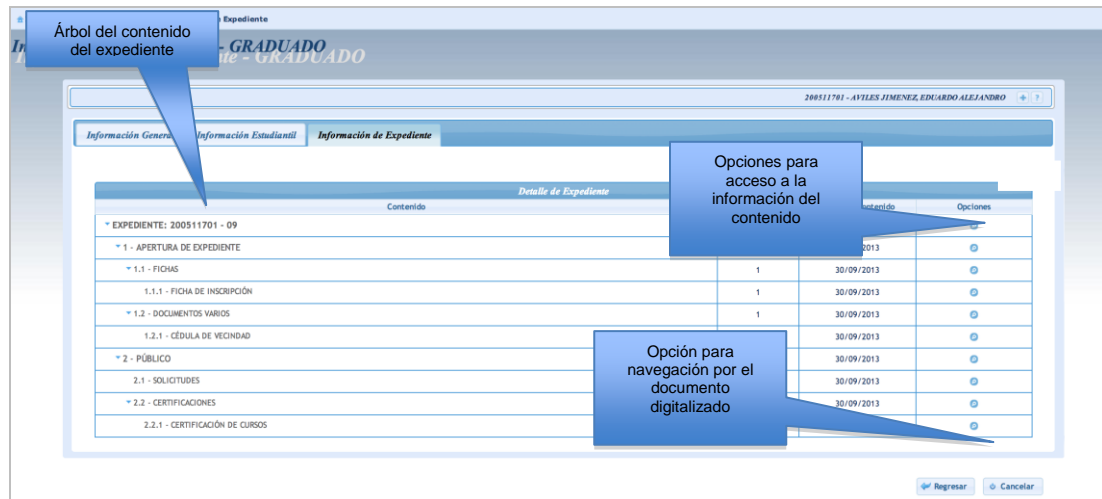 Expediente
Árbol del contenido
del expediente
- GRADUADO
200511701 - AVILES JIMENEZ, EDUARDO ALEJANDRO
Información General Información Estudiantil Información de Expediente
Opciones para
acceso a la
información del
contenido
Detalle de Expediente
Contenido Opciones
EXPEDIENTE: 200511701 - 09
1 - APERTURA DE EXPEDIENTE 2013
1.1 - FICHAS 1 30/09/2013
1.1.1 - FICHA DE INSCRIPCIÓN 1 30/09/2013
1.2 - DOCUMENTOS VARIOS 1 30/09/2013
1.2.1 - CÉDULA DE VECINDAD 30/09/2013
Opción para
navegación por el
documento
digitalizado
2 - PÚBLICO 30/09/2013
2.1 - SOLICITUDES 30/09/2013
2.2 - CERTIFICACIONES 30/09/2013
2.2.1 - CERTIFICACIÓN DE CURSOS
Regresar Cancelar